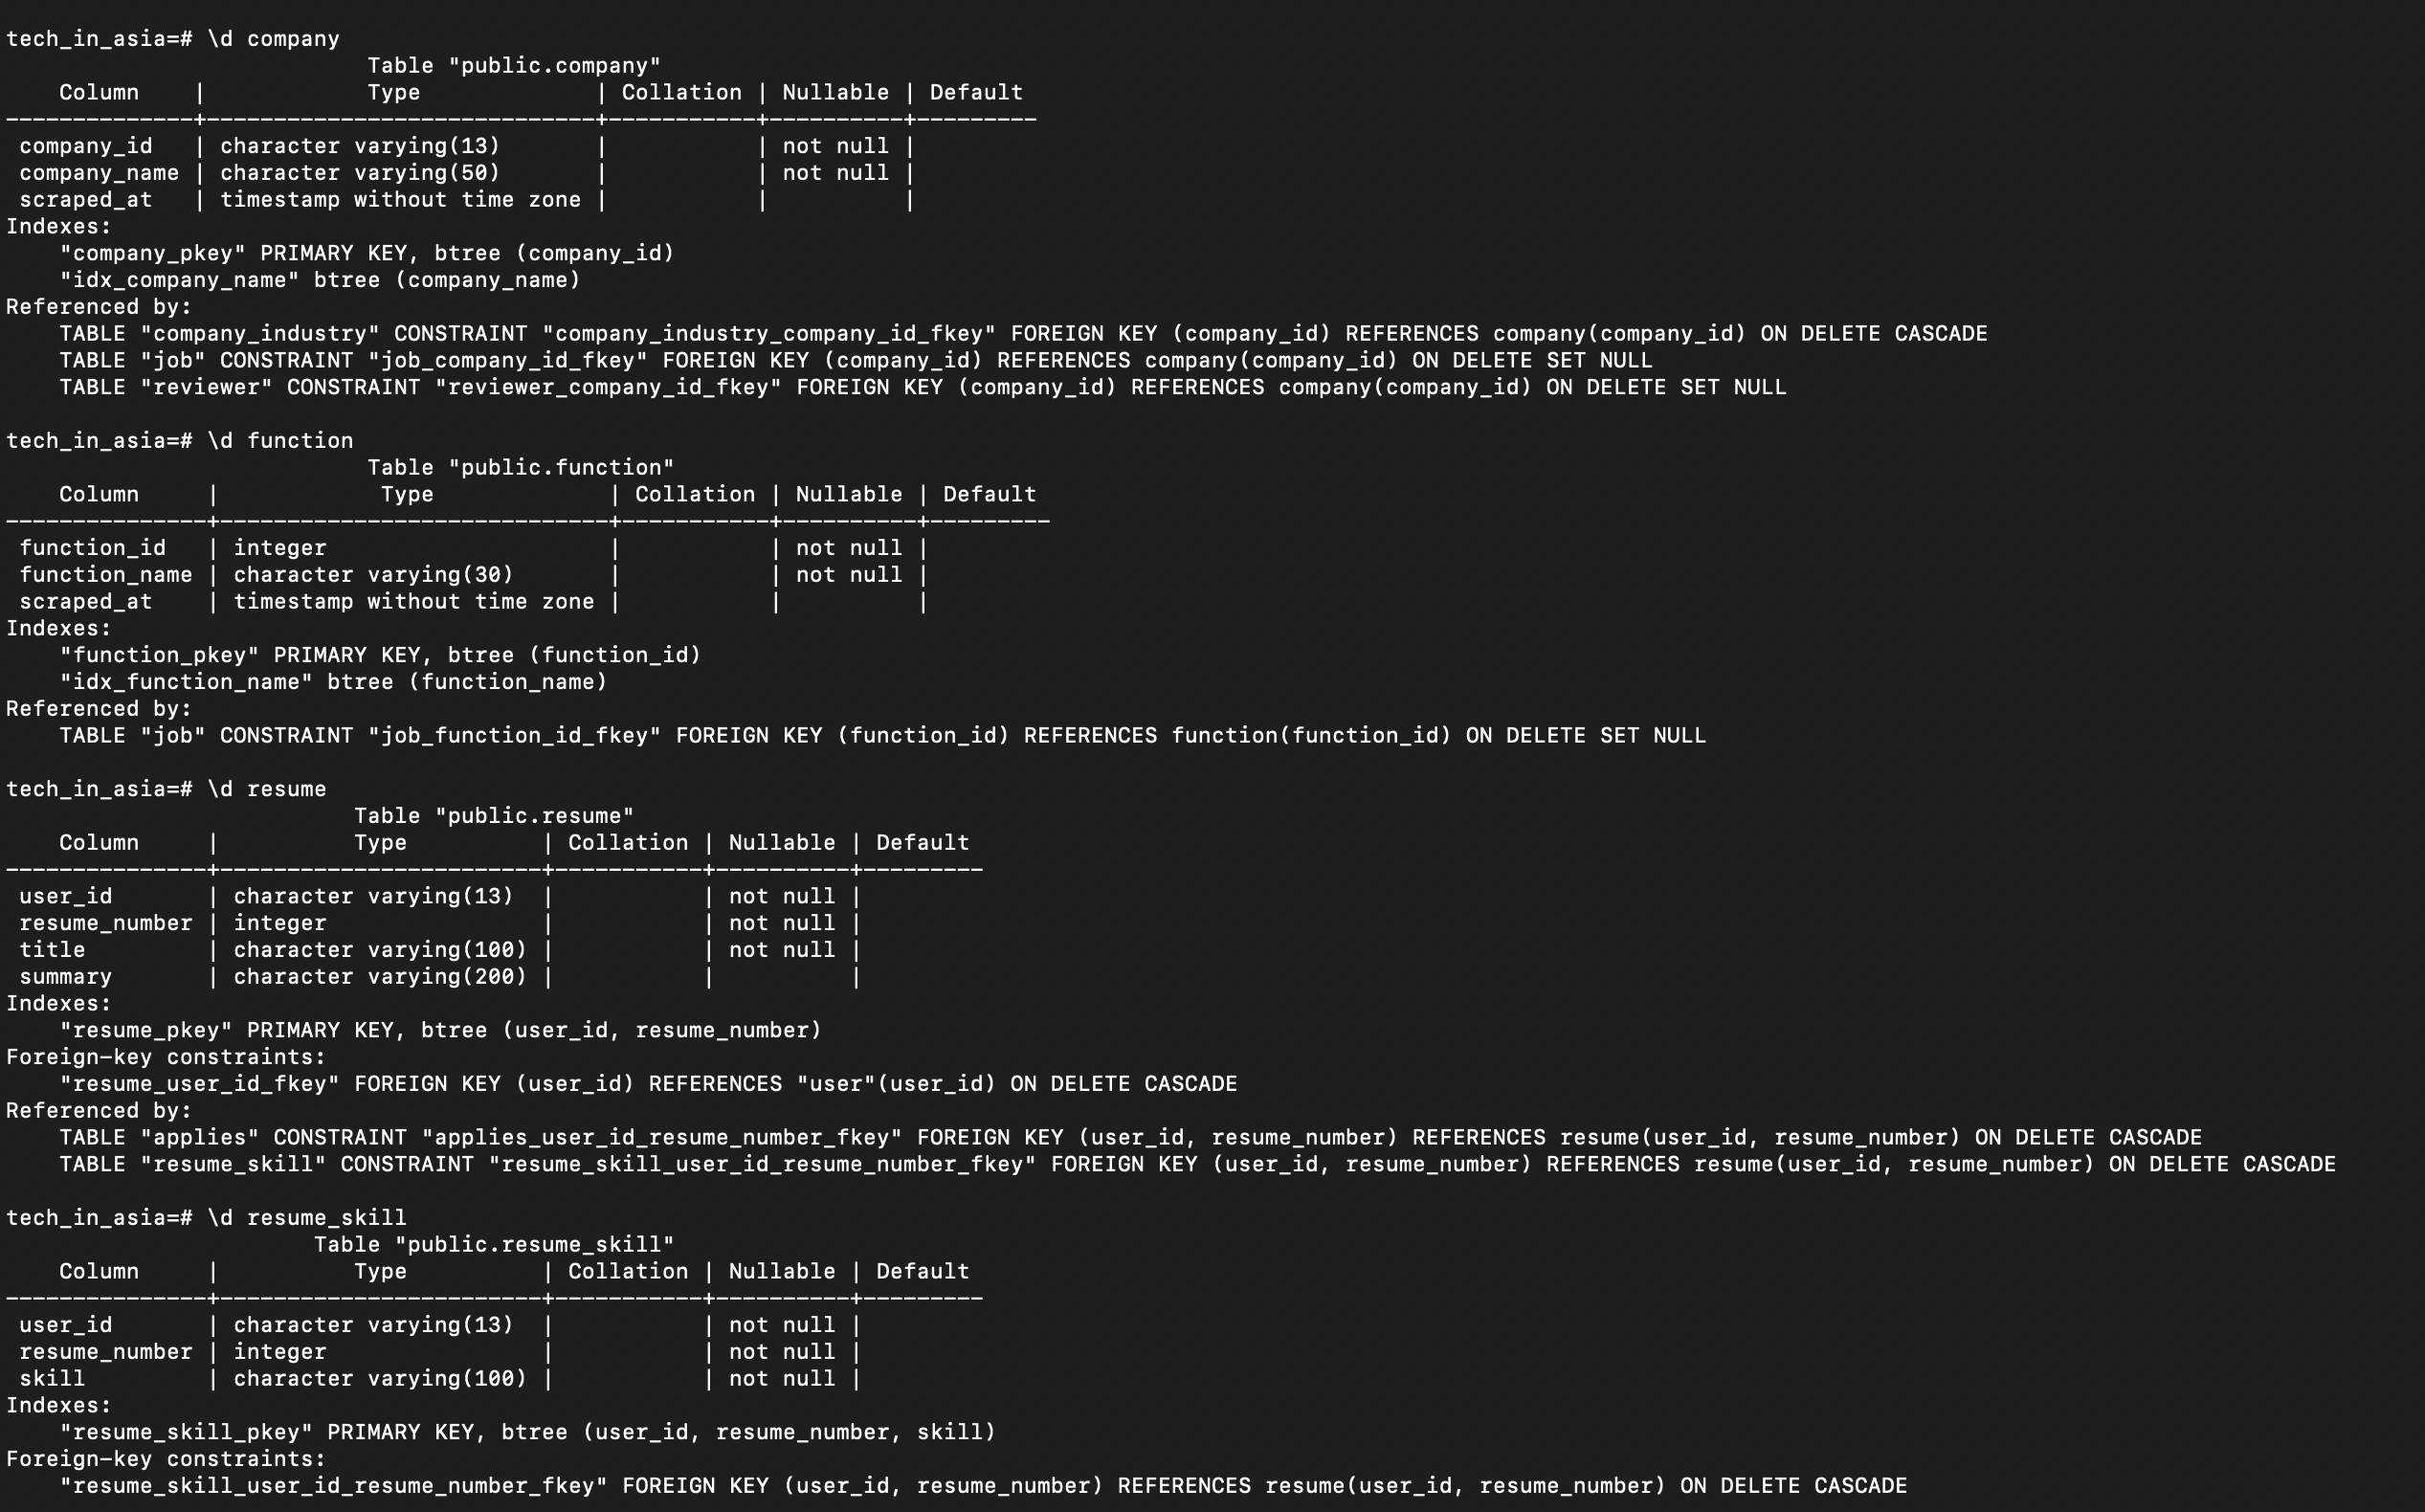 tech_in_asia=# \d company
                           Table "public.company"
    Column    |            Type             | Collation | Nullable | Default
--------------+-----------------------------+-----------+----------+---------
 company_id   | character varying(13)       |           | not null |
 company_name | character varying(50)       |           | not null |
 scraped_at   | timestamp without time zone |           |          |
Indexes:
    "company_pkey" PRIMARY KEY, btree (company_id)
    "idx_company_name" btree (company_name)
Referenced by:
    TABLE "company_industry" CONSTRAINT "company_industry_company_id_fkey" FOREIGN KEY (company_id) REFERENCES company(company_id) ON DELETE CASCADE
    TABLE "job" CONSTRAINT "job_company_id_fkey" FOREIGN KEY (company_id) REFERENCES company(company_id) ON DELETE SET NULL
    TABLE "reviewer" CONSTRAINT "reviewer_company_id_fkey" FOREIGN KEY (company_id) REFERENCES company(company_id) ON DELETE SET NULL

tech_in_asia=# \d function
                           Table "public.function"
    Column     |            Type             | Collation | Nullable | Default
---------------+-----------------------------+-----------+----------+---------
 function_id   | integer                     |           | not null |
 function_name | character varying(30)       |           | not null |
 scraped_at    | timestamp without time zone |           |          |
Indexes:
    "function_pkey" PRIMARY KEY, btree (function_id)
    "idx_function_name" btree (function_name)
Referenced by:
    TABLE "job" CONSTRAINT "job_function_id_fkey" FOREIGN KEY (function_id) REFERENCES function(function_id) ON DELETE SET NULL

tech_in_asia=# \d resume
                          Table "public.resume"
    Column     |          Type          | Collation | Nullable | Default
---------------+------------------------+-----------+----------+---------
 user_id       | character varying(13)  |           | not null |
 resume_number | integer                |           | not null |
 title         | character varying(100) |           | not null |
 summary       | character varying(200) |           |          |
Indexes:
    "resume_pkey" PRIMARY KEY, btree (user_id, resume_number)
Foreign-key constraints:
    "resume_user_id_fkey" FOREIGN KEY (user_id) REFERENCES "user"(user_id) ON DELETE CASCADE
Referenced by:
    TABLE "applies" CONSTRAINT "applies_user_id_resume_number_fkey" FOREIGN KEY (user_id, resume_number) REFERENCES resume(user_id, resume_number) ON DELETE CASCADE
    TABLE "resume_skill" CONSTRAINT "resume_skill_user_id_resume_number_fkey" FOREIGN KEY (user_id, resume_number) REFERENCES resume(user_id, resume_number) ON DELETE CASCADE

tech_in_asia=# \d resume_skill
                       Table "public.resume_skill"
    Column     |          Type          | Collation | Nullable | Default
---------------+------------------------+-----------+----------+---------
 user_id       | character varying(13)  |           | not null |
 resume_number | integer                |           | not null |
 skill         | character varying(100) |           | not null |
Indexes:
    "resume_skill_pkey" PRIMARY KEY, btree (user_id, resume_number, skill)
Foreign-key constraints:
    "resume_skill_user_id_resume_number_fkey" FOREIGN KEY (user_id, resume_number) REFERENCES resume(user_id, resume_number) ON DELETE CASCADE